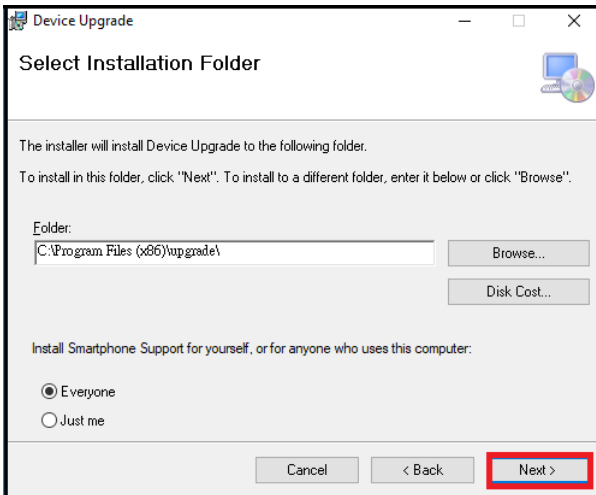 Device Upgrade
Select Installation Folder
The installer will install Device Upgrade to the following folder.
To install in this folder, click "Next". To install to a different folder, enter it below or click "Browse".
Folder:
C:\Program Files (x86)\upgrade\
Browse...
Disk Cost...
Install Smartphone Support for yourself, or for anyone who uses this computer:
Everyone
Just me
Cancel
< Back
Next >